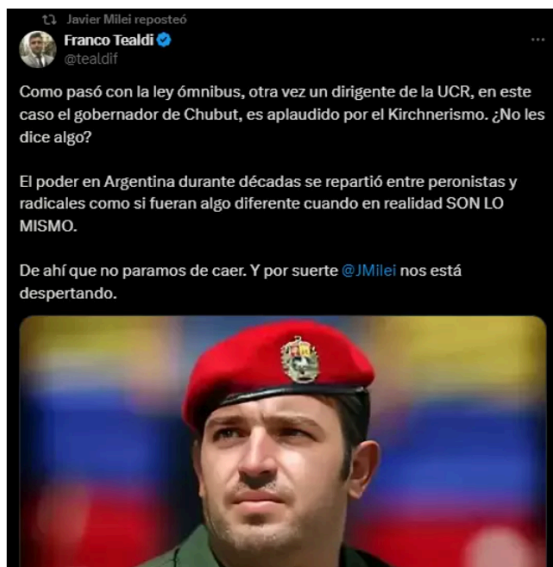 Javier Milei reposteó
Franco Tealdi
@tealdif
Como pasó con la ley ómnibus, otra vez un dirigente de la UCR, en este
caso el gobernador de Chubut, es aplaudido por el Kirchnerismo. ¿No les
dice algo?
El poder en Argentina durante décadas se repartió entre peronistas y
radicales como si fueran algo diferente cuando en realidad SON LO
MISMO.
De ahí que no paramos de caer. Y por suerte @JMilei nos está
despertando.